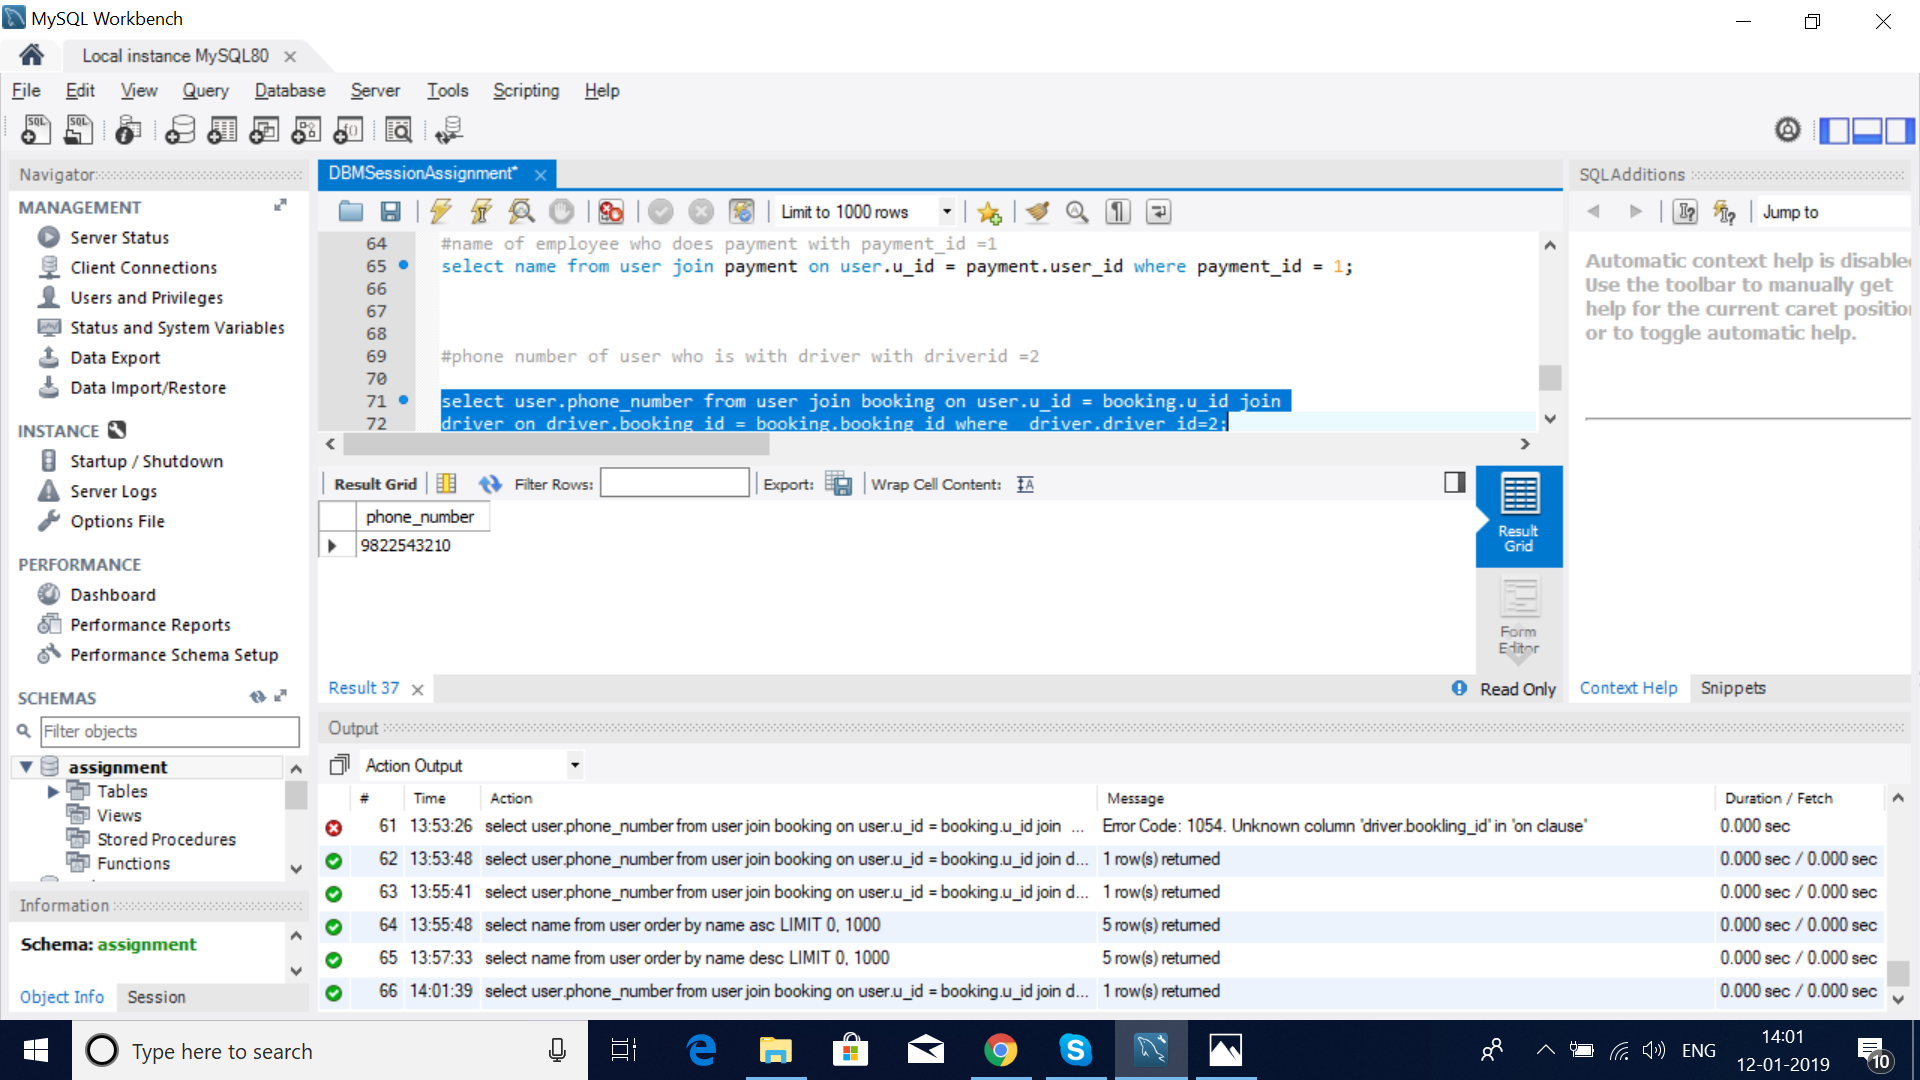 MySQL Workbench
Local instance MySQL80
File Edit View Query Database Server Tools Scripting Help
Navigator
MANAGEMENT
Server Status
Client Connections
Users and Privileges
Status and System Variables
Data Export
Data Import/Restore
INSTANCE
Startup / Shutdown
Server Logs
Options File
PERFORMANCE
Dashboard
Performance Reports
Performance Schema Setup
SCHEMAS
Filter objects
assignment
Tables
Views
Stored Procedures
Functions
Information
Schema: assignment
Object Info Session
DBMSessionAssignment*
Limit to 1000 rows
64 #name of employee who does payment with payment_id =1
65 select name from user join payment on user.u_id = payment.user_id where payment_id = 1;
66
67
68
69 #phone number of user who is with driver with driverid =2
70
71 select user.phone_number from user join booking on user.u_id = booking.u_id join
72 driver on driver.booking_id = booking.booking_id where  driver.driver_id=2;
Result Grid Filter Rows: Export: Wrap Cell Content:
phone_number
9822543210
Result
Grid
Form
Editor
Result 37
Read Only
SQLAdditions
Jump to
Automatic context help is disable
Use the toolbar to manually get
help for the current caret positio
or to toggle automatic help.
Context Help Snippets
Output
Action Output
# Time Action Message Duration / Fetch
61 13:53:26 select user.phone_number from user join booking on user.u_id = booking.u_id join ... Error Code: 1054. Unknown column 'driver.bookling_id' in 'on clause' 0.000 sec
62 13:53:48 select user.phone_number from user join booking on user.u_id = booking.u_id join d... 1 row(s) returned 0.000 sec / 0.000 sec
63 13:55:41 select user.phone_number from user join booking on user.u_id = booking.u_id join d... 1 row(s) returned 0.000 sec / 0.000 sec
64 13:55:48 select name from user order by name asc LIMIT 0, 1000 5 row(s) returned 0.000 sec / 0.000 sec
65 13:57:33 select name from user order by name desc LIMIT 0, 1000 5 row(s) returned 0.000 sec / 0.000 sec
66 14:01:39 select user.phone_number from user join booking on user.u_id = booking.u_id join d... 1 row(s) returned 0.000 sec / 0.000 sec
Type here to search
ENG
14:01
12-01-2019
10